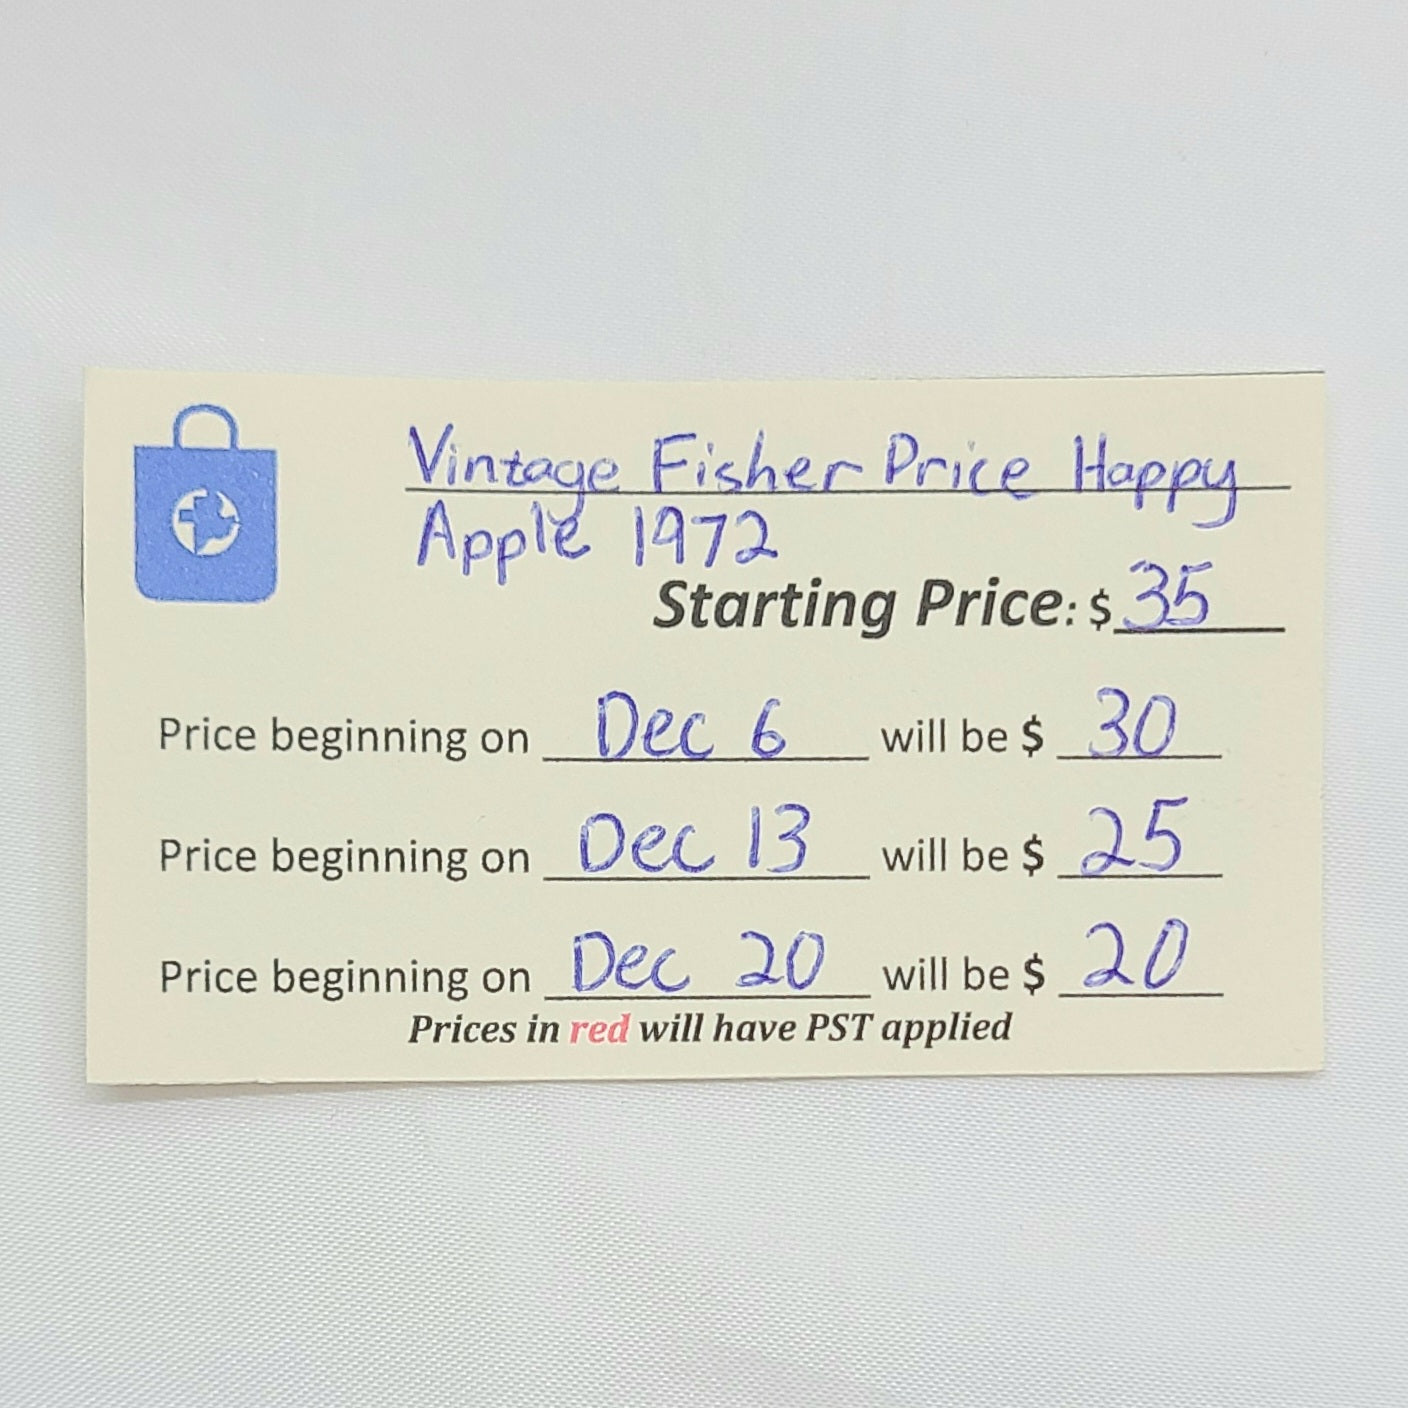 Vintage Fisher Price Happy
Apple 1972
Starting Price: $35
Price beginning on Dec 6 will be $ 30
Price beginning on Dec 13 will be $ 25
Price beginning on Dec 20 will be $ 20
Prices in red will have PST applied